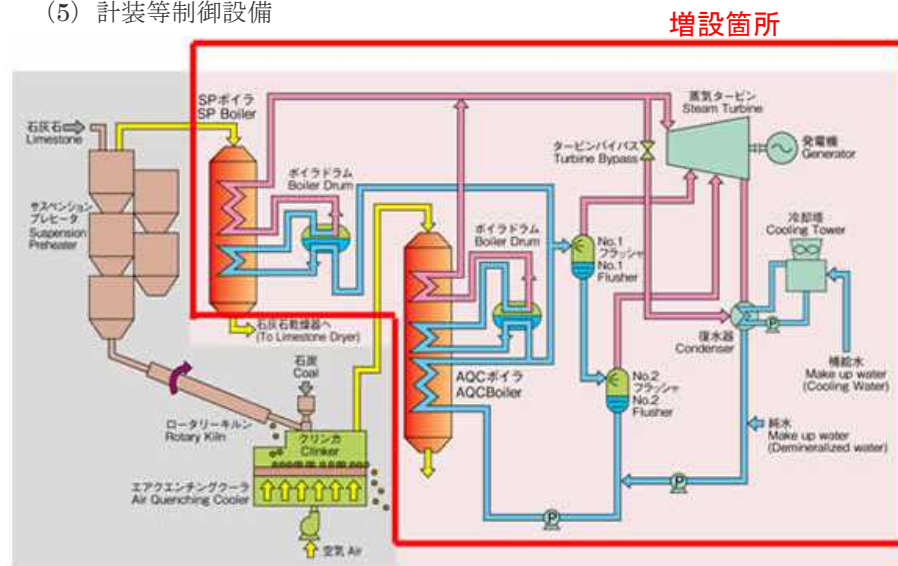 (5) 計装等制御設備
増設箇所
SPボイラ
SP Boiler
蒸気タービン
Steam Turbine
石灰石
Limestone
タービンバイパス
Turbine Bypass
発電機
Generator
ボイラドラム
Boiler Drum
サスペンション
プレヒータ
Suspension
Preheater
冷却塔
Cooling Tower
ボイラドラム
Boiler Drum
No.1
フラッシャ
No.1
Flusher
石灰石乾燥器へ
(To Limestone Dryer)
復水器
Condenser
P
石炭
Coal
補給水
Make up water
(Cooling Water)
AQCボイラ
AQCBoiler
No.2
フラッシャ
No.2
Flusher
ロータリーキルン
Rotary Kiln
クリンカ
Clinker
純水
Make up water
(Demineralized water)
エアクエンチングクーラ
Air Quenching Cooler
P
P
空気 Air